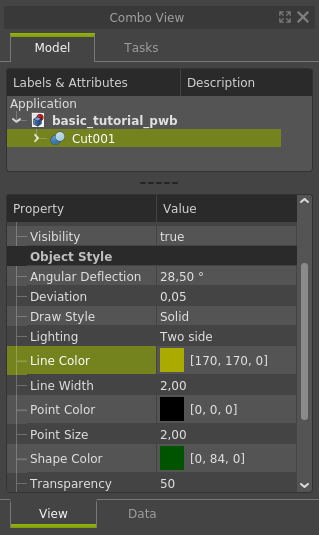 Combo View
Model Tasks
Labels & Attributes Description
Application
basic_tutorial_pwb
Cut001
Property Value
Visibility true
Object Style
Angular Deflection 28,50 °
Deviation 0,05
Draw Style Solid
Lighting Two side
Line Color [170, 170, 0]
Line Width 2,00
Point Color [0, 0, 0]
Point Size 2,00
Shape Color [0, 84, 0]
Transparency 50
View Data